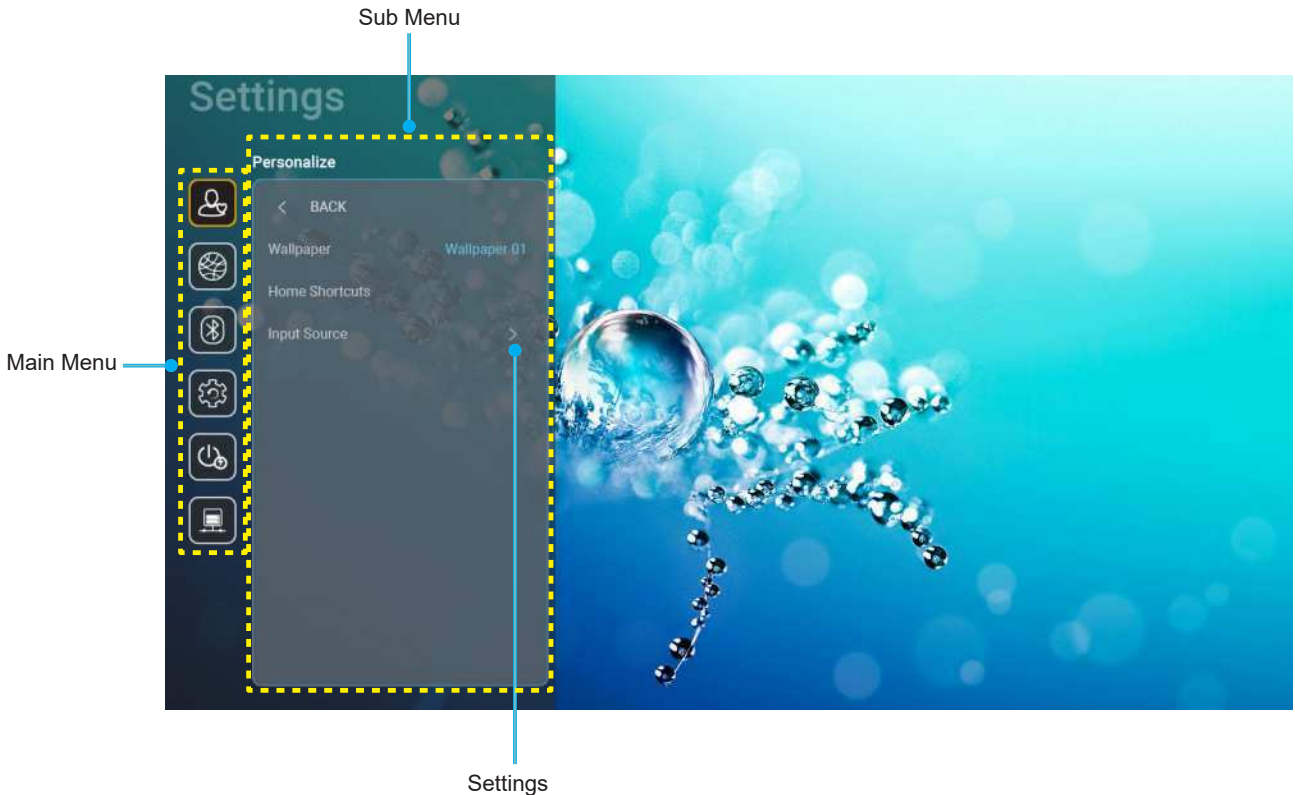 Sub Menu
Settings
Personalize
BACK
Wallpaper Wallpaper 01
Home Shortcuts
Input Source
Main Menu
Settings